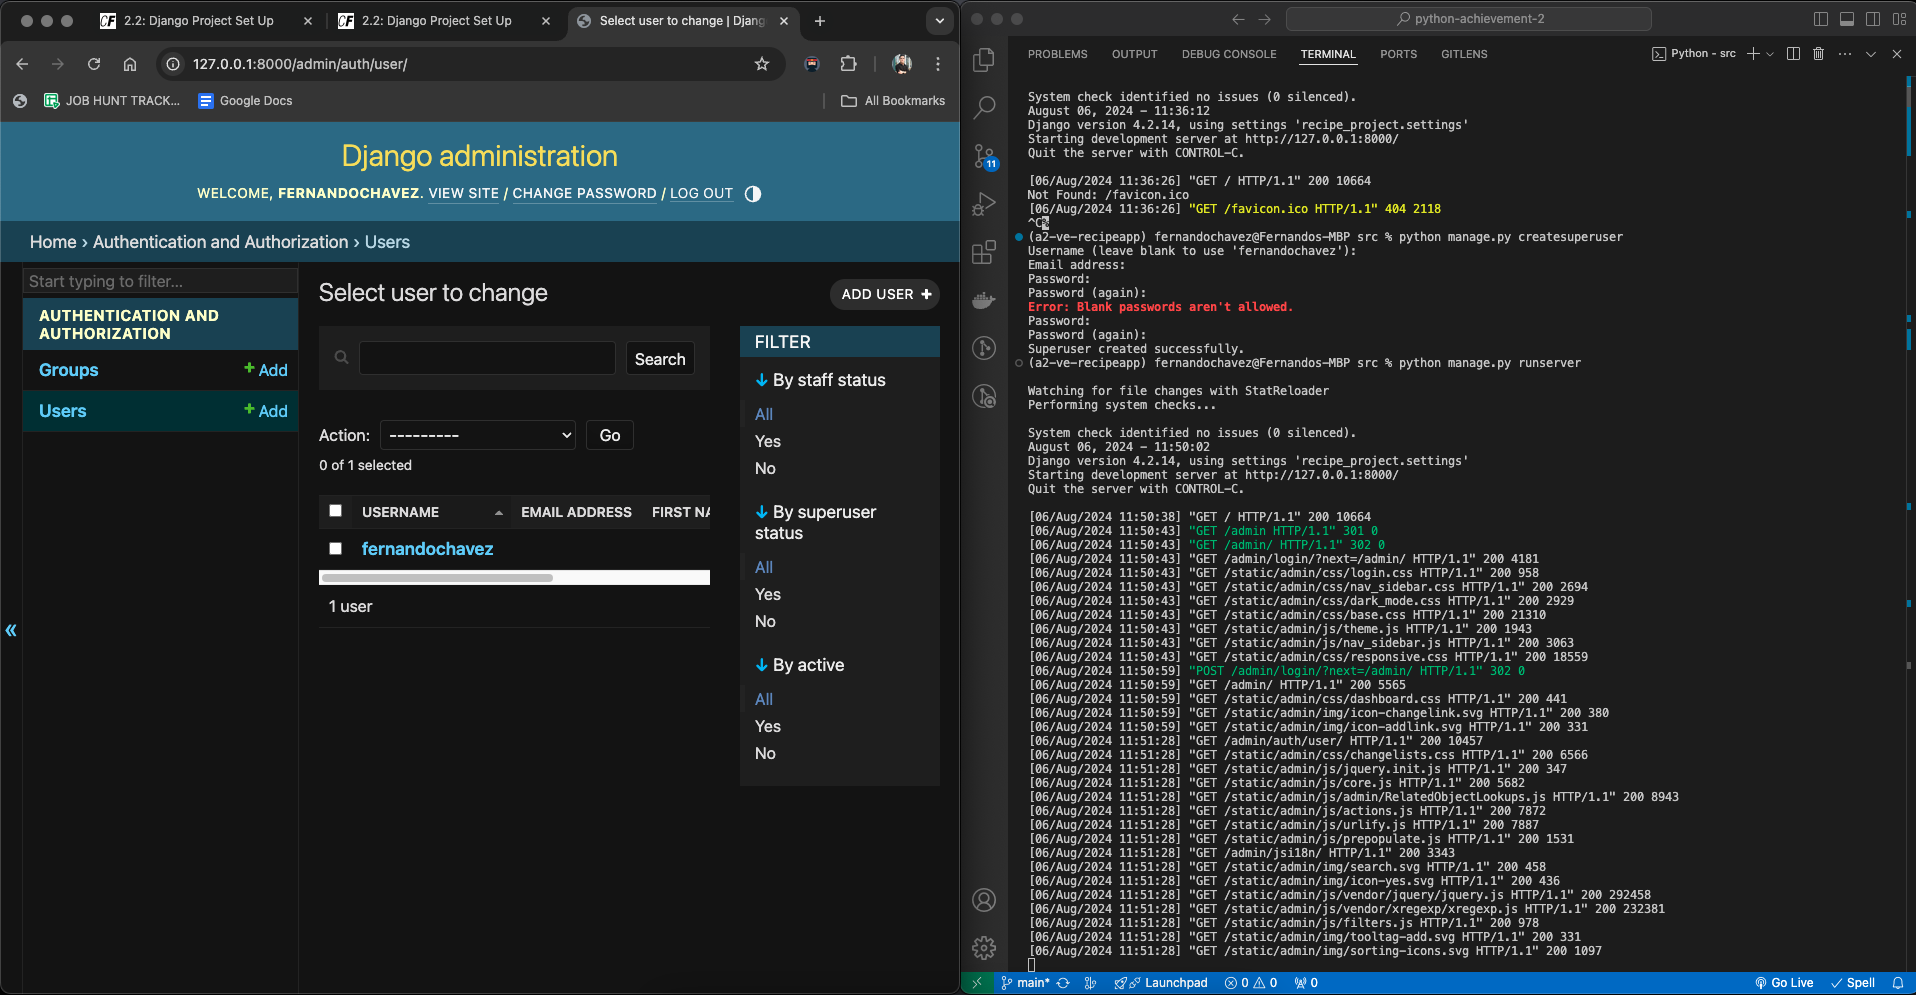 2.2: Django Project Set Up
2.2: Django Project Set Up
Select user to change | Djang
127.0.0.1:8000/admin/auth/user/
JOB HUNT TRACK...
Google Docs
All Bookmarks
Django administration
WELCOME, FERNANDOCHAVEZ. VIEW SITE / CHANGE PASSWORD / LOG OUT
Home › Authentication and Authorization › Users
Start typing to filter...
AUTHENTICATION AND
AUTHORIZATION
Groups + Add
Users + Add
Select user to change
ADD USER +
Search
Action: --------- Go
0 of 1 selected
USERNAME EMAIL ADDRESS FIRST NA
fernandochavez
1 user
FILTER
↓ By staff status
All
Yes
No
↓ By superuser
status
All
Yes
No
↓ By active
All
Yes
No
«
python-achievement-2
PROBLEMS OUTPUT DEBUG CONSOLE TERMINAL PORTS GITLENS
Python - src
11
System check identified no issues (0 silenced).
August 06, 2024 - 11:36:12
Django version 4.2.14, using settings 'recipe_project.settings'
Starting development server at http://127.0.0.1:8000/
Quit the server with CONTROL-C.
[06/Aug/2024 11:36:26] "GET / HTTP/1.1" 200 10664
Not Found: /favicon.ico
[06/Aug/2024 11:36:26] "GET /favicon.ico HTTP/1.1" 404 2118
^C%
(a2-ve-recipeapp) fernandochavez@Fernandos-MBP src % python manage.py createsuperuser
Username (leave blank to use 'fernandochavez'):
Email address:
Password:
Password (again):
Error: Blank passwords aren't allowed.
Password:
Password (again):
Superuser created successfully.
(a2-ve-recipeapp) fernandochavez@Fernandos-MBP src % python manage.py runserver
Watching for file changes with StatReloader
Performing system checks...
System check identified no issues (0 silenced).
August 06, 2024 - 11:50:02
Django version 4.2.14, using settings 'recipe_project.settings'
Starting development server at http://127.0.0.1:8000/
Quit the server with CONTROL-C.
[06/Aug/2024 11:50:38] "GET / HTTP/1.1" 200 10664
[06/Aug/2024 11:50:43] "GET /admin HTTP/1.1" 301 0
[06/Aug/2024 11:50:43] "GET /admin/ HTTP/1.1" 302 0
[06/Aug/2024 11:50:43] "GET /admin/login/?next=/admin/ HTTP/1.1" 200 4181
[06/Aug/2024 11:50:43] "GET /static/admin/css/login.css HTTP/1.1" 200 958
[06/Aug/2024 11:50:43] "GET /static/admin/css/nav_sidebar.css HTTP/1.1" 200 2694
[06/Aug/2024 11:50:43] "GET /static/admin/css/dark_mode.css HTTP/1.1" 200 2929
[06/Aug/2024 11:50:43] "GET /static/admin/css/base.css HTTP/1.1" 200 21310
[06/Aug/2024 11:50:43] "GET /static/admin/js/theme.js HTTP/1.1" 200 1943
[06/Aug/2024 11:50:43] "GET /static/admin/js/nav_sidebar.js HTTP/1.1" 200 3063
[06/Aug/2024 11:50:43] "GET /static/admin/css/responsive.css HTTP/1.1" 200 18559
[06/Aug/2024 11:50:59] "POST /admin/login/?next=/admin/ HTTP/1.1" 302 0
[06/Aug/2024 11:50:59] "GET /admin/ HTTP/1.1" 200 5565
[06/Aug/2024 11:50:59] "GET /static/admin/css/dashboard.css HTTP/1.1" 200 441
[06/Aug/2024 11:50:59] "GET /static/admin/img/icon-changelink.svg HTTP/1.1" 200 380
[06/Aug/2024 11:50:59] "GET /static/admin/img/icon-addlink.svg HTTP/1.1" 200 331
[06/Aug/2024 11:51:28] "GET /admin/auth/user/ HTTP/1.1" 200 10457
[06/Aug/2024 11:51:28] "GET /static/admin/css/changelists.css HTTP/1.1" 200 6566
[06/Aug/2024 11:51:28] "GET /static/admin/js/jquery.init.js HTTP/1.1" 200 347
[06/Aug/2024 11:51:28] "GET /static/admin/js/core.js HTTP/1.1" 200 5682
[06/Aug/2024 11:51:28] "GET /static/admin/js/admin/RelatedObjectLookups.js HTTP/1.1" 200 8943
[06/Aug/2024 11:51:28] "GET /static/admin/js/actions.js HTTP/1.1" 200 7872
[06/Aug/2024 11:51:28] "GET /static/admin/js/urlify.js HTTP/1.1" 200 7887
[06/Aug/2024 11:51:28] "GET /static/admin/js/prepopulate.js HTTP/1.1" 200 1531
[06/Aug/2024 11:51:28] "GET /admin/jsi18n/ HTTP/1.1" 200 3343
[06/Aug/2024 11:51:28] "GET /static/admin/img/search.svg HTTP/1.1" 200 458
[06/Aug/2024 11:51:28] "GET /static/admin/img/icon-yes.svg HTTP/1.1" 200 436
[06/Aug/2024 11:51:28] "GET /static/admin/js/vendor/jquery/jquery.js HTTP/1.1" 200 292458
[06/Aug/2024 11:51:28] "GET /static/admin/js/vendor/xregexp/xregexp.js HTTP/1.1" 200 232381
[06/Aug/2024 11:51:28] "GET /static/admin/js/filters.js HTTP/1.1" 200 978
[06/Aug/2024 11:51:28] "GET /static/admin/img/tooltag-add.svg HTTP/1.1" 200 331
[06/Aug/2024 11:51:28] "GET /static/admin/img/sorting-icons.svg HTTP/1.1" 200 1097
main* Launchpad 0 0 0 Go Live Spell